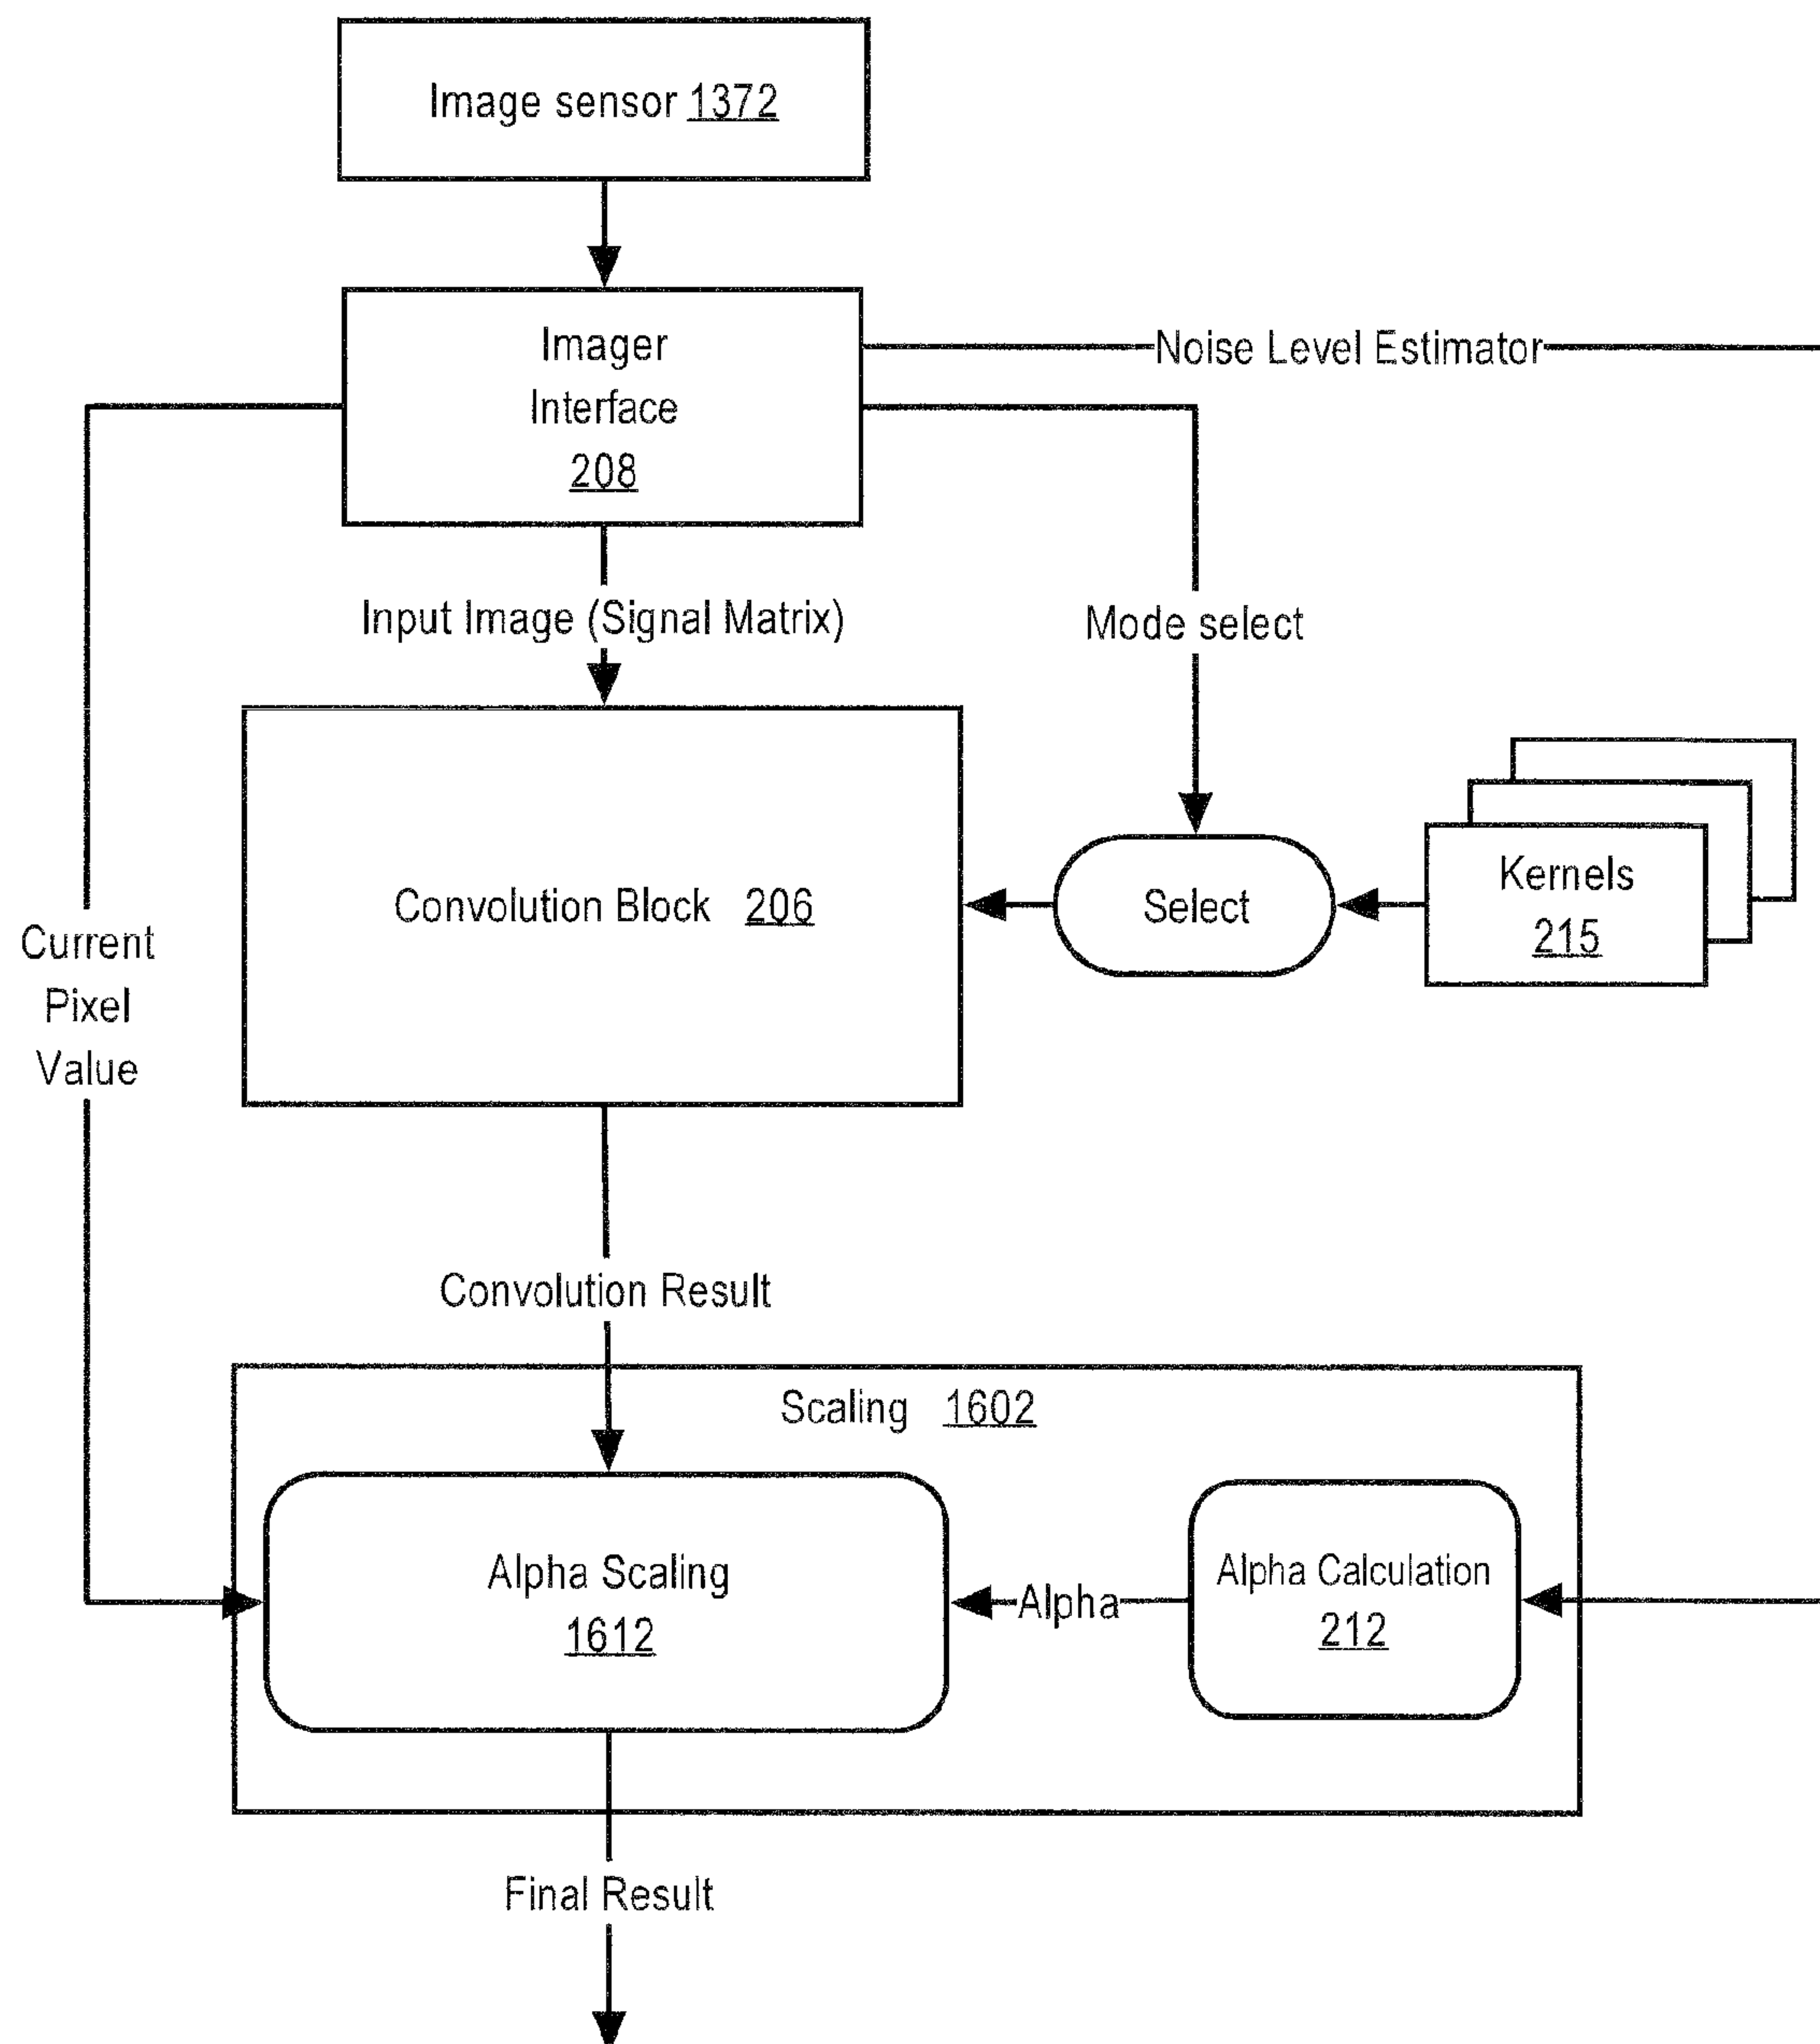 Image sensor 1372
Imager
Interface
208
Noise Level Estimator
Input Image (Signal Matrix)
Mode select
Convolution Block 206
Select
Kernels
215
Current
Pixel
Value
Convolution Result
Scaling 1602
Alpha Scaling
1612
Alpha
Alpha Calculation
212
Final Result